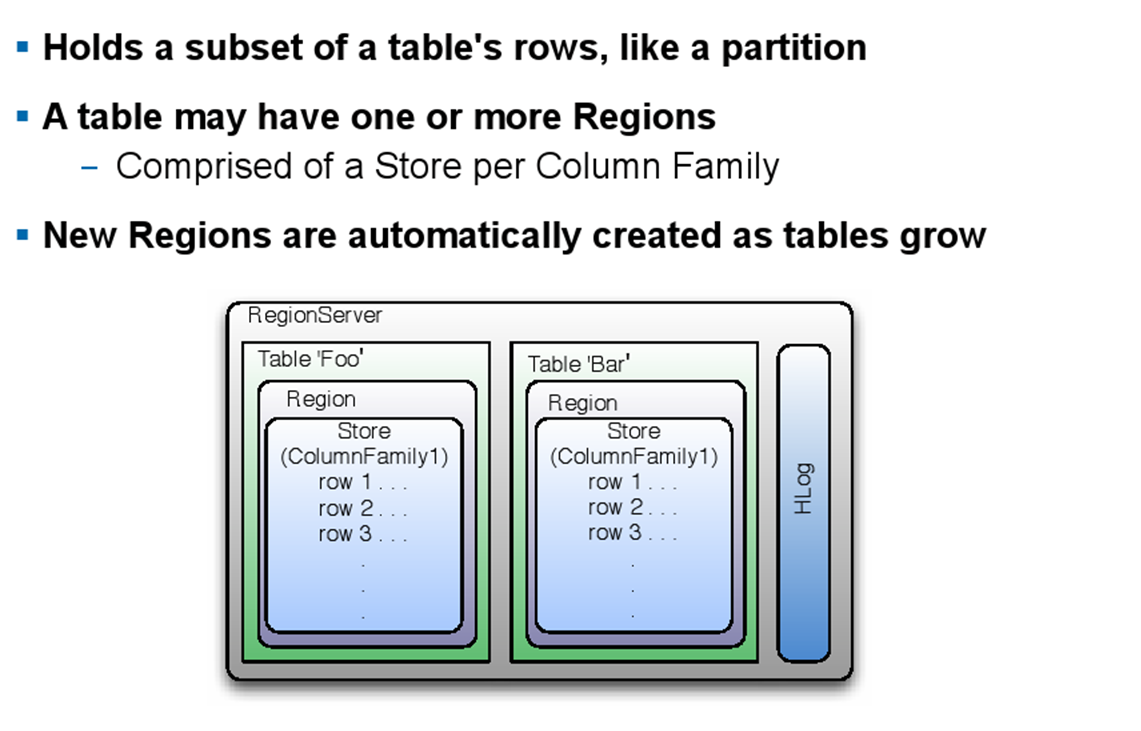 ▪ Holds a subset of a table's rows, like a partition
▪ A table may have one or more Regions
– Comprised of a Store per Column Family
▪ New Regions are automatically created as tables grow
RegionServer
Table 'Foo'
Region
Store
(ColumnFamily1)
row 1 . . .
row 2 . . .
row 3 . . .
.
.
.
Table 'Bar'
Region
Store
(ColumnFamily1)
row 1 . . .
row 2 . . .
row 3 . . .
.
.
.
HLog